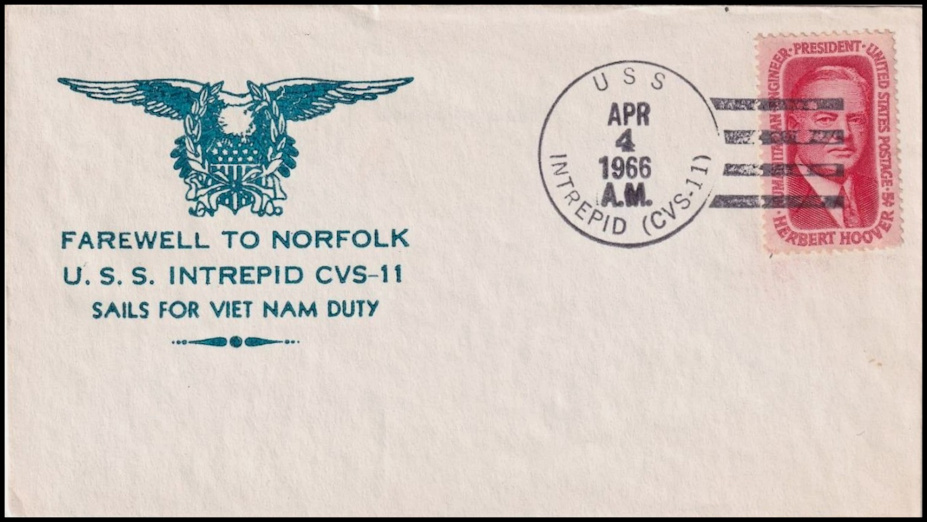 FAREWELL TO NORFOLK
U. S. S. INTREPID CVS-11
SAILS FOR VIET NAM DUTY
USS
APR
4
1966
A.M.
INTREPID (CVS-11)
HUMANITARIAN·ENGINEER·PRESIDENT·UNITED STATES POSTAGE·5¢
HERBERT HOOVER